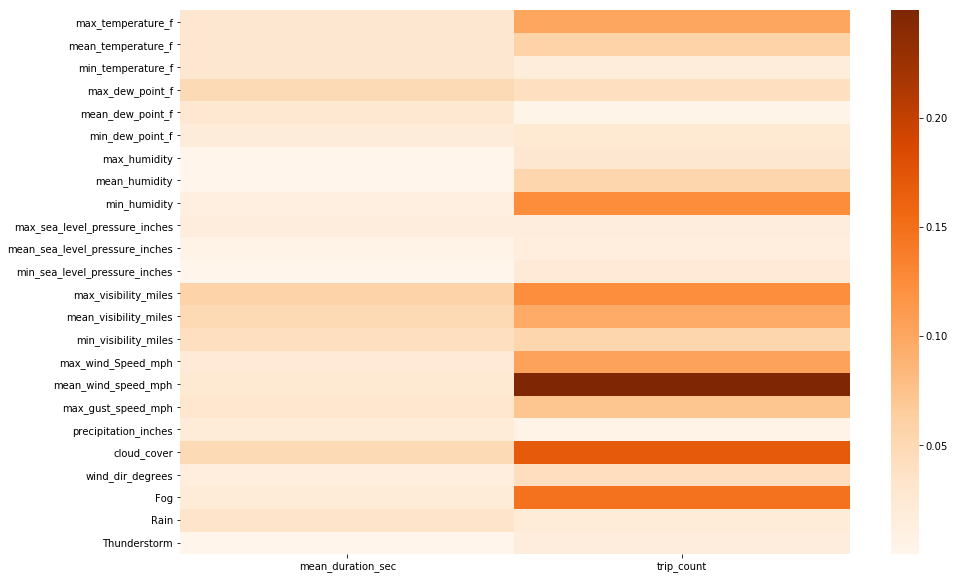 max_temperature_f
mean_temperature_f
min_temperature_f
max_dew_point_f
mean_dew_point_f
min_dew_point_f
max_humidity
mean_humidity
min_humidity
max_sea_level_pressure_inches
mean_sea_level_pressure_inches
min_sea_level_pressure_inches
max_visibility_miles
mean_visibility_miles
min_visibility_miles
max_wind_Speed_mph
mean_wind_speed_mph
max_gust_speed_mph
precipitation_inches
cloud_cover
wind_dir_degrees
Fog
Rain
Thunderstorm
mean_duration_sec
trip_count
0.20
0.15
0.10
0.05